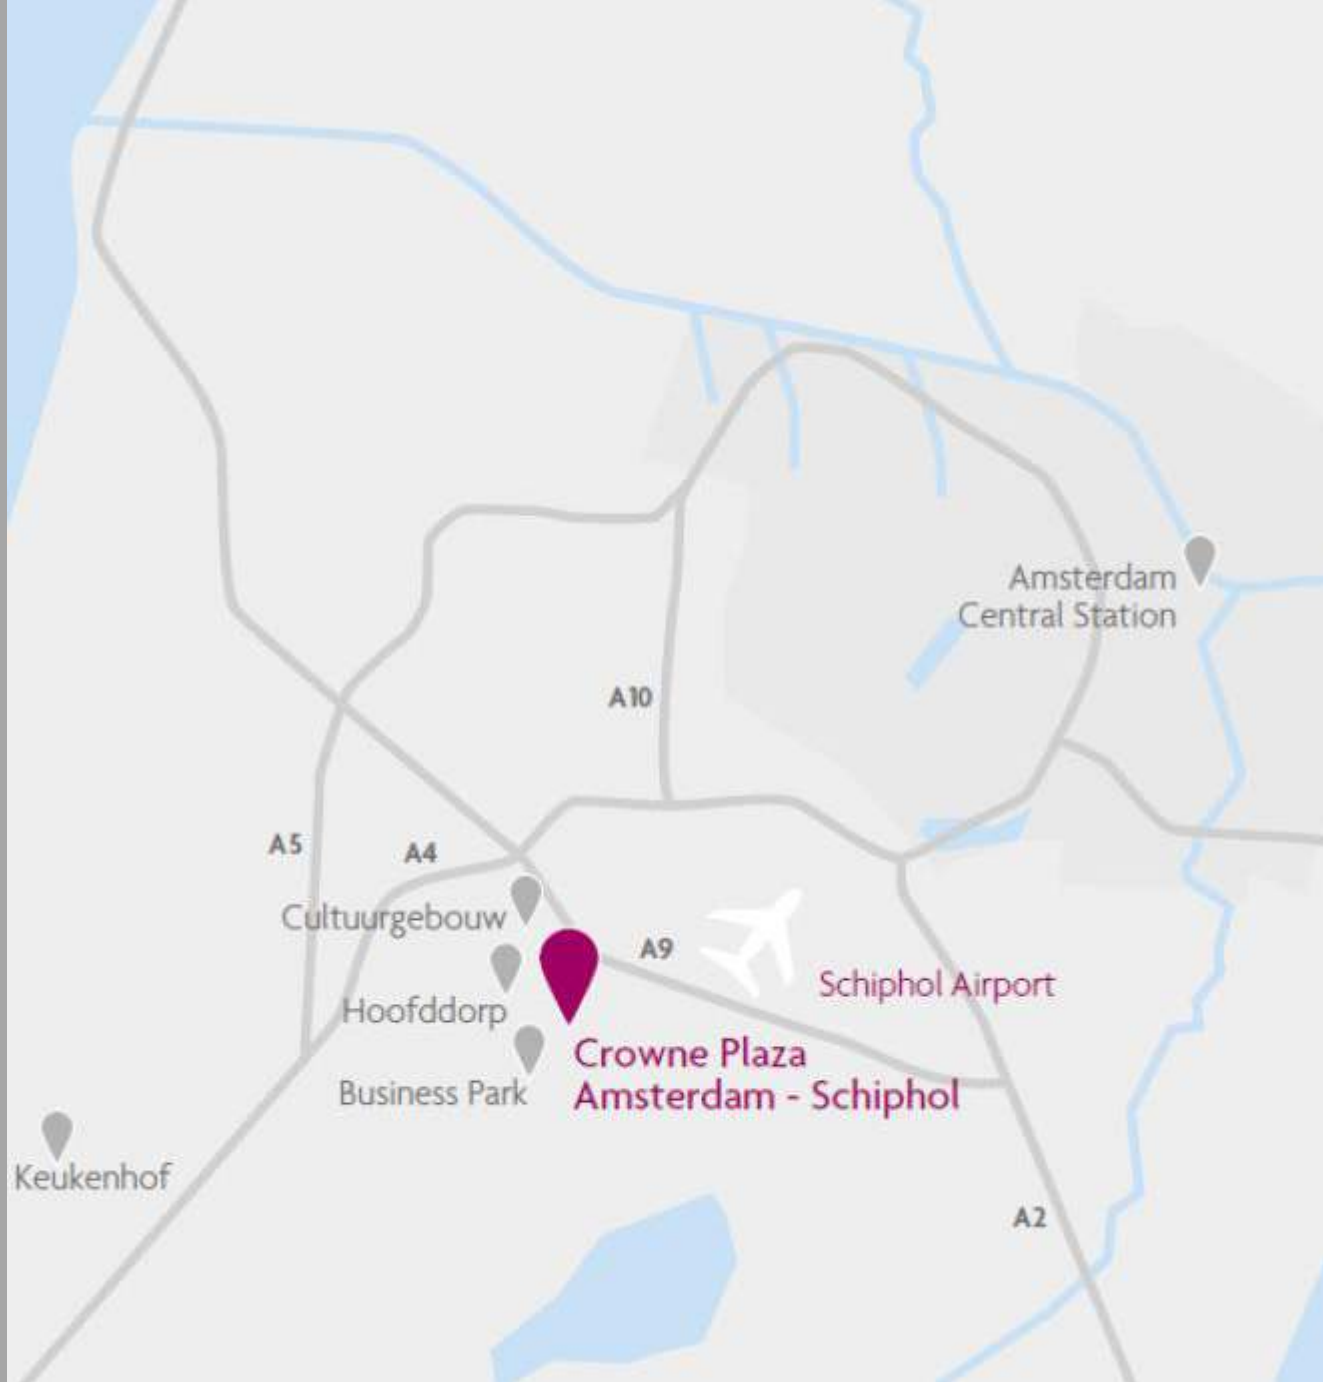 Amsterdam
Central Station
A10
A5
A4
Cultuurgebouw
A9
Schiphol Airport
Hoofddorp
Crowne Plaza
Amsterdam - Schiphol
Business Park
Keukenhof
A2